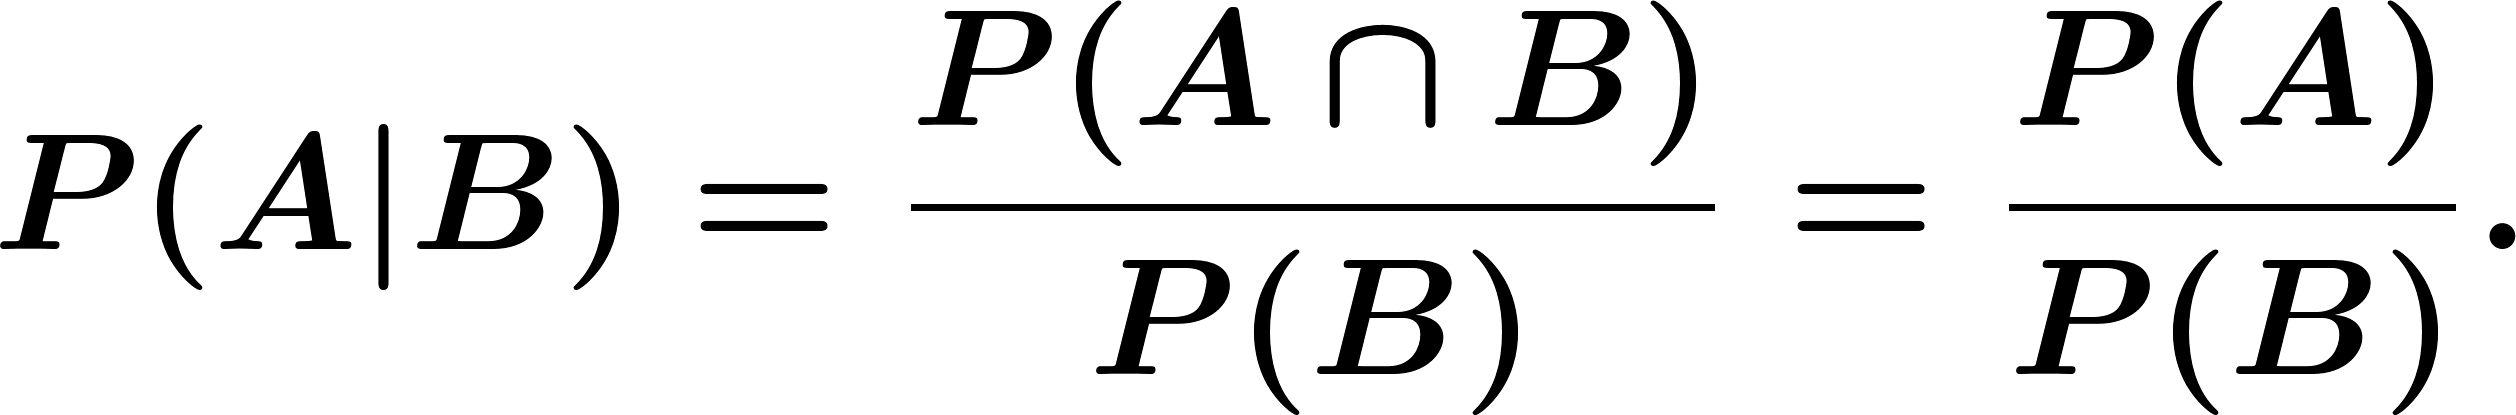 P(A|B) = P(A ∩ B) / P(B) = P(A) / P(B).